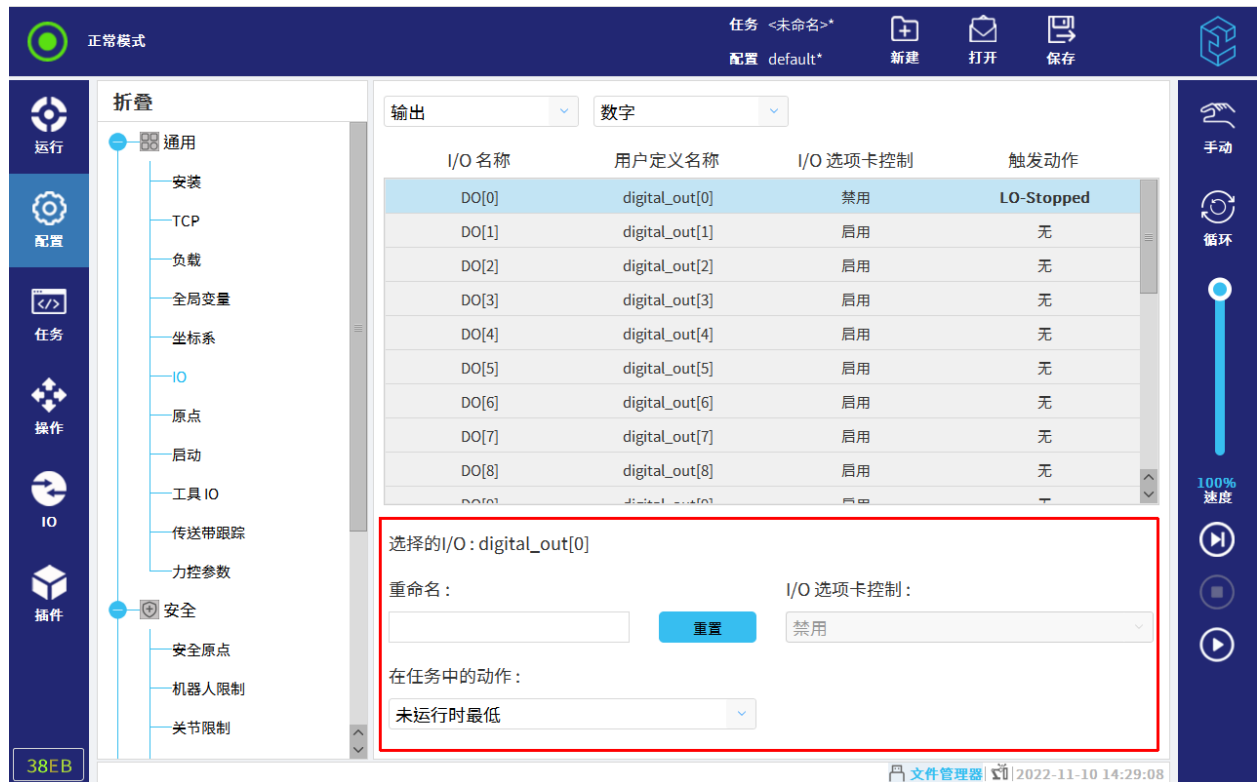 正常模式
任务 <未命名>*
配置 default*
新建
打开
保存
运行
配置
任务
操作
IO
插件
38EB
折叠
通用
安装
TCP
负载
全局变量
坐标系
IO
原点
启动
工具 IO
传送带跟踪
力控参数
安全
安全原点
机器人限制
关节限制
输出 数字
I/O 名称 用户定义名称 I/O 选项卡控制 触发动作
DO[0] digital_out[0] 禁用 LO-Stopped
DO[1] digital_out[1] 启用 无
DO[2] digital_out[2] 启用 无
DO[3] digital_out[3] 启用 无
DO[4] digital_out[4] 启用 无
DO[5] digital_out[5] 启用 无
DO[6] digital_out[6] 启用 无
DO[7] digital_out[7] 启用 无
DO[8] digital_out[8] 启用 无
选择的I/O : digital_out[0]
重命名 : I/O 选项卡控制 :
重置 禁用
在任务中的动作 :
未运行时最低
手动
循环
100%
速度
文件管理器 2022-11-10 14:29:08